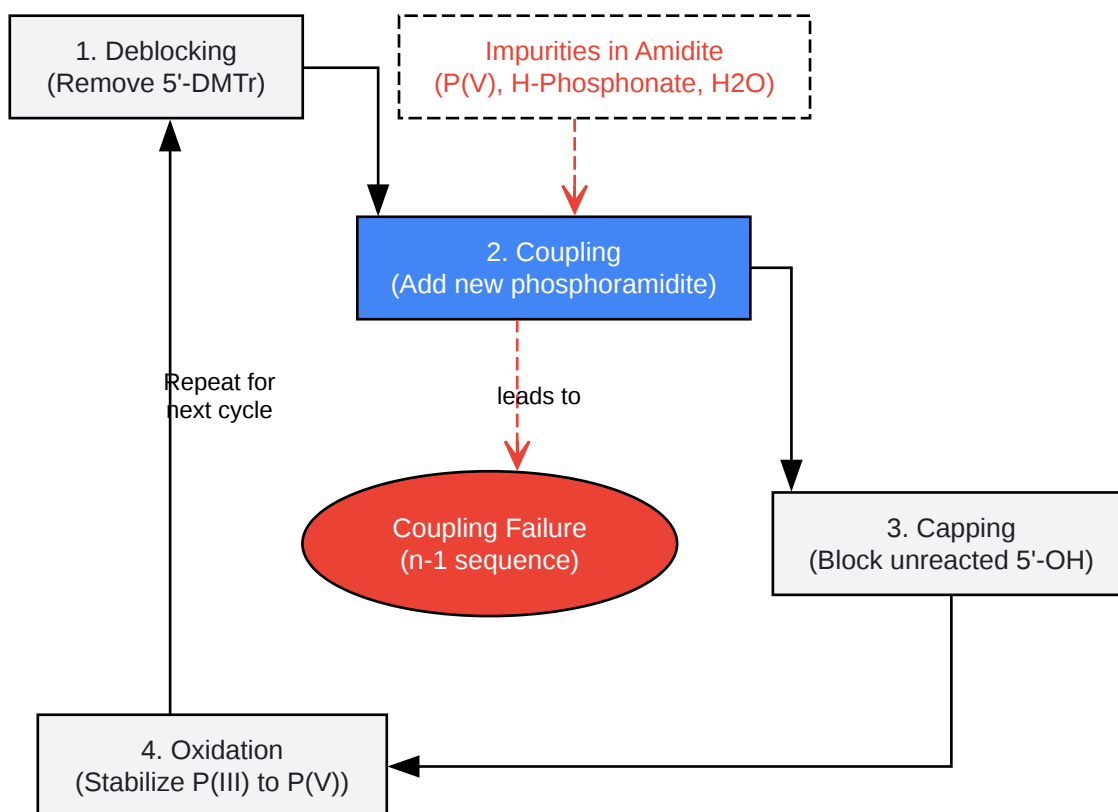 1. Deblocking
(Remove 5'-DMTr)
Impurities in Amidite
(P(V), H-Phosphonate, H2O)
2. Coupling
(Add new phosphoramidite)
Repeat for
next cycle
leads to
Coupling Failure
(n-1 sequence)
3. Capping
(Block unreacted 5'-OH)
4. Oxidation
(Stabilize P(III) to P(V))